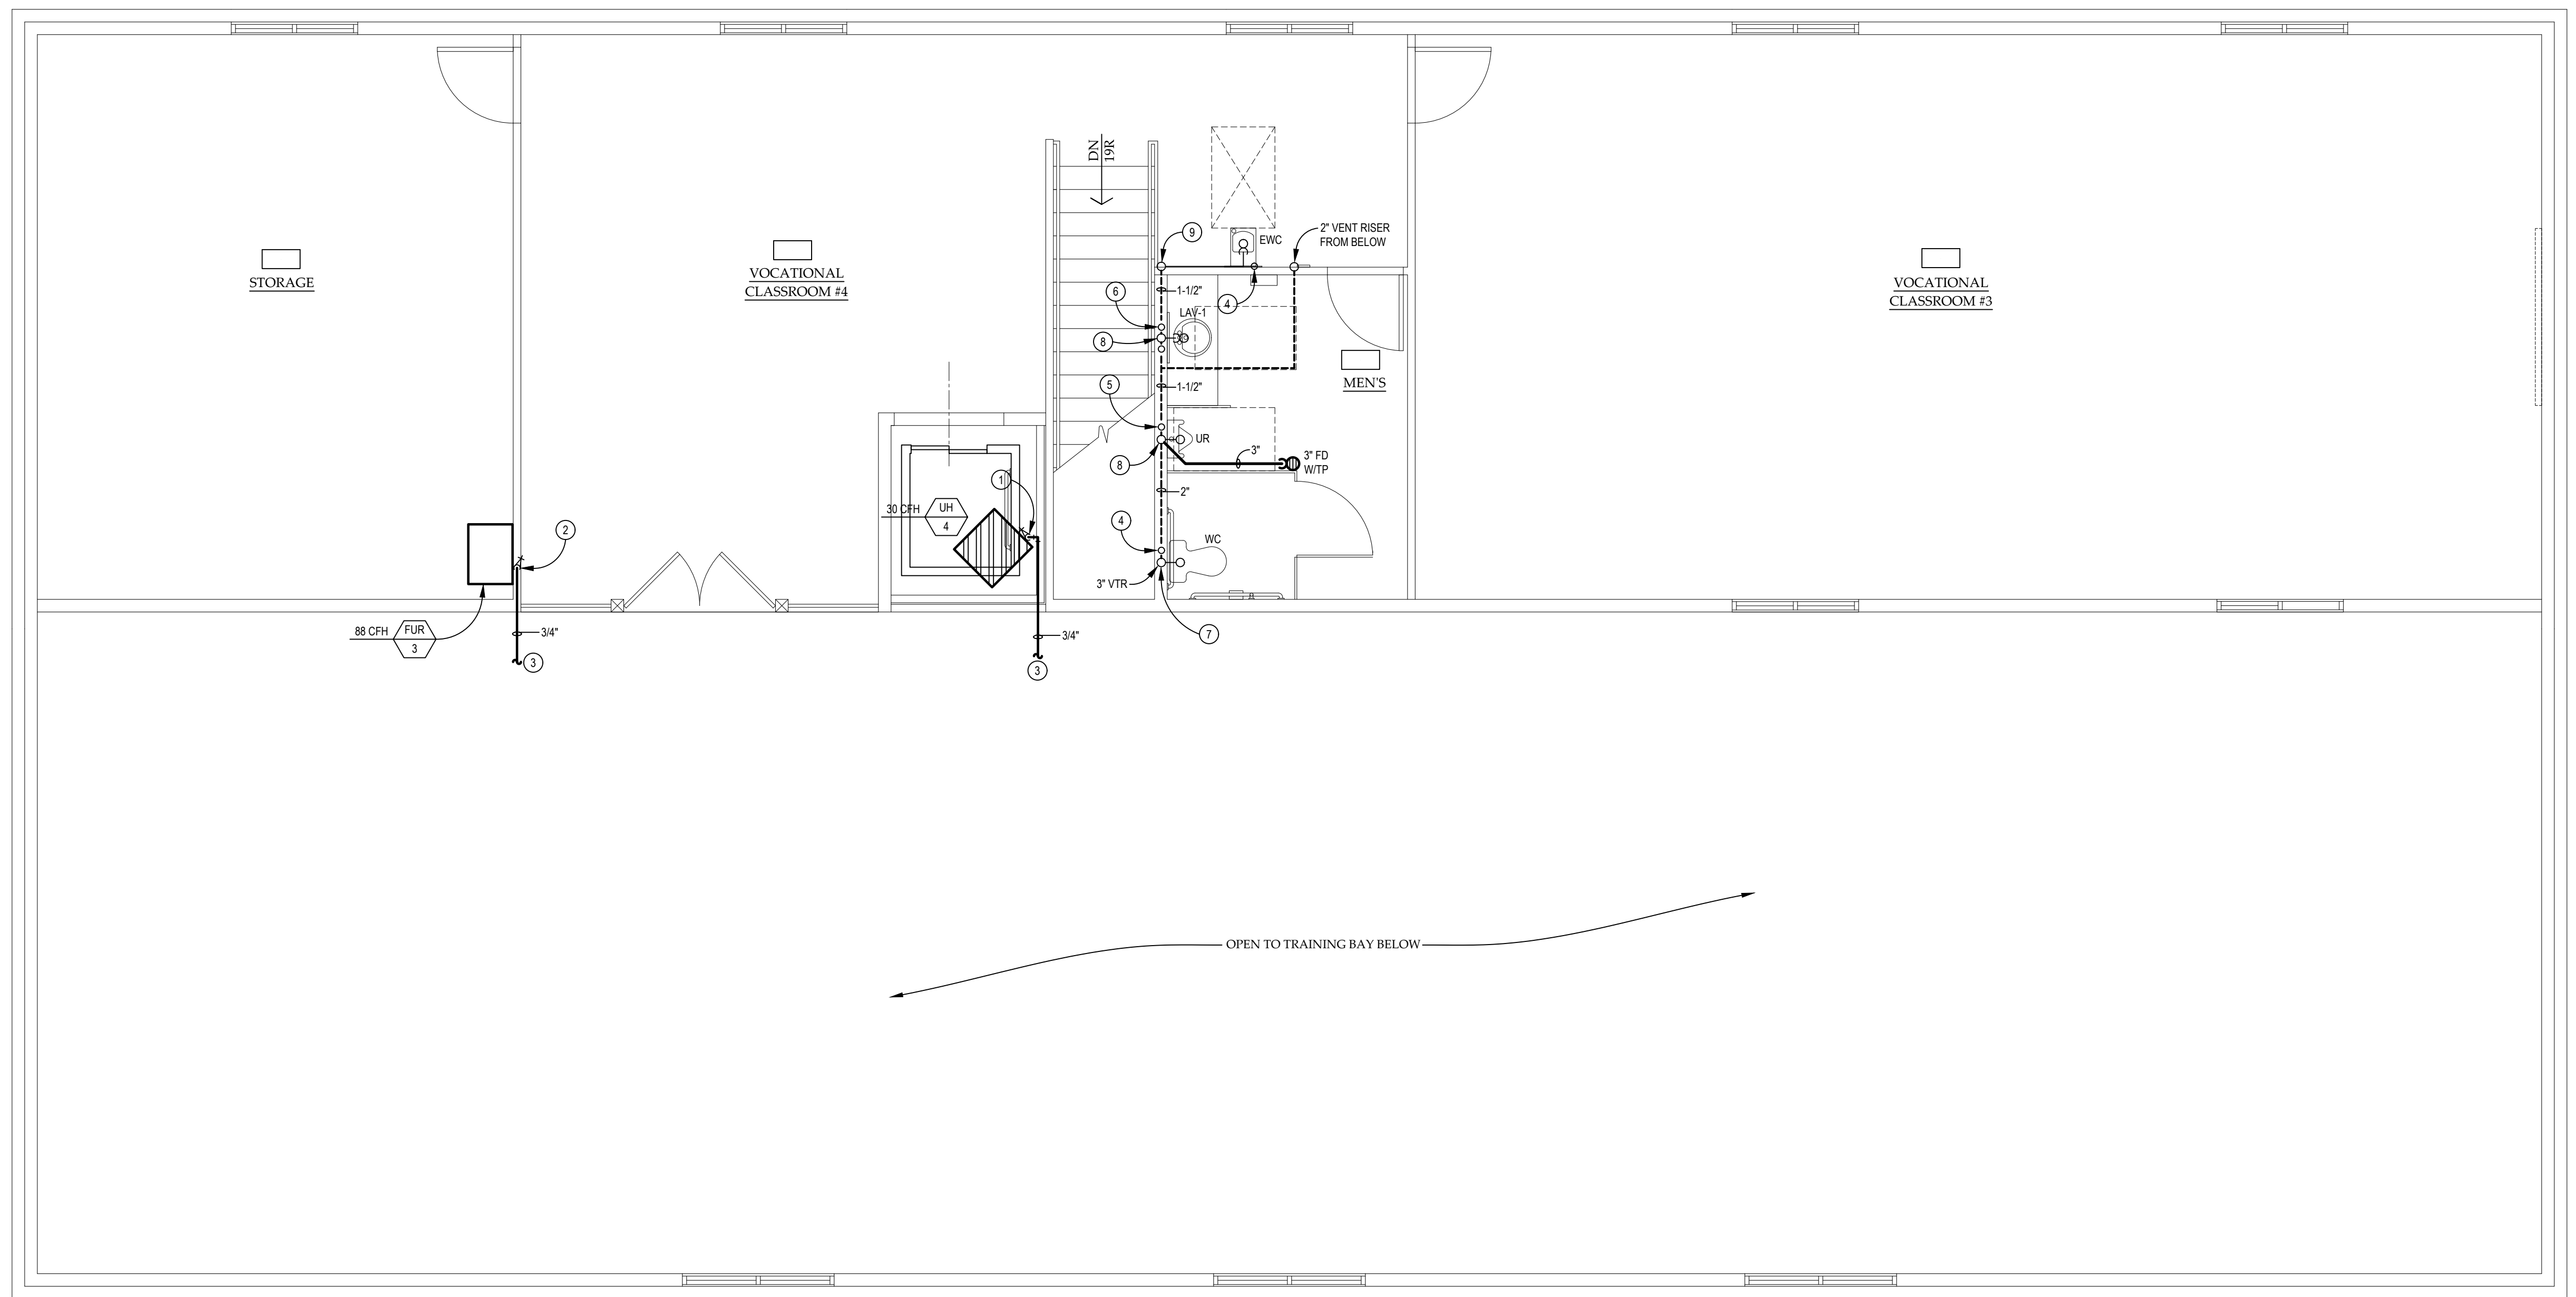 DN
19R
9
2" VENT RISER
FROM BELOW
EWC
STORAGE
VOCATIONAL
CLASSROOM #4
VOCATIONAL
CLASSROOM #3
6
1-1/2"
4
LAV-1
8
5
1-1/2"
MEN'S
UR
8
3"
3" FD
W/TP
1
2"
30 CFH
UH
4
2
4
WC
3" VTR
88 CFH
FUR
3
3/4"
3
3/4"
3
7
OPEN TO TRAINING BAY BELOW